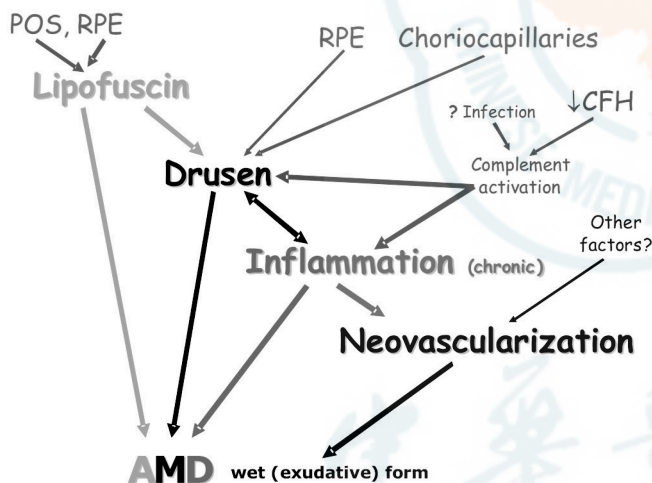 POS, RPE
RPE
Choriocapillaries
Lipofuscin
? Infection
↓CFH
Drusen
Complement
activation
Other
factors?
Inflammation (chronic)
Neovascularization
AMD wet (exudative) form